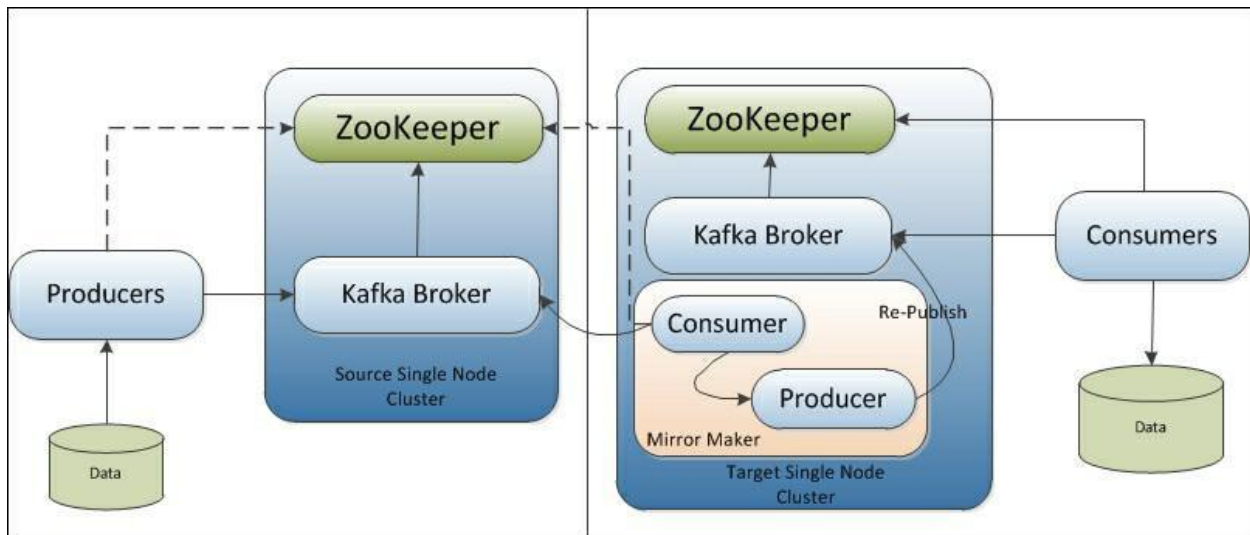 ZooKeeper
Producers
Kafka Broker
Source Single Node
Cluster
Data
ZooKeeper
Kafka Broker
Consumers
Re-Publish
Consumer
Producer
Mirror Maker
Target Single Node
Cluster
Data